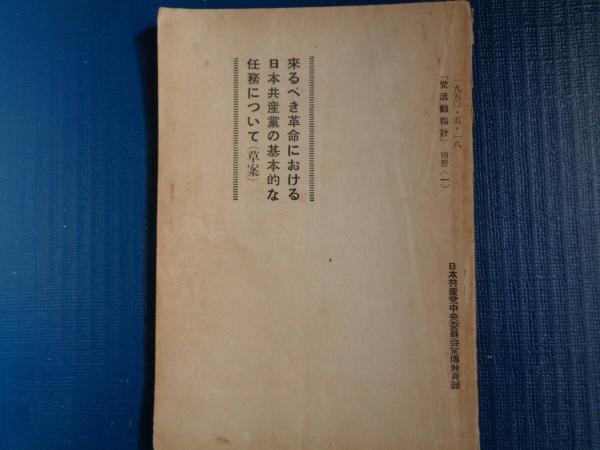 一九五〇・五・一八
「党活動指針」別冊（一）
日本共産党中央委員会宣傳教育部
來るべき革命における
日本共産黨の基本的な
任務について（草案）